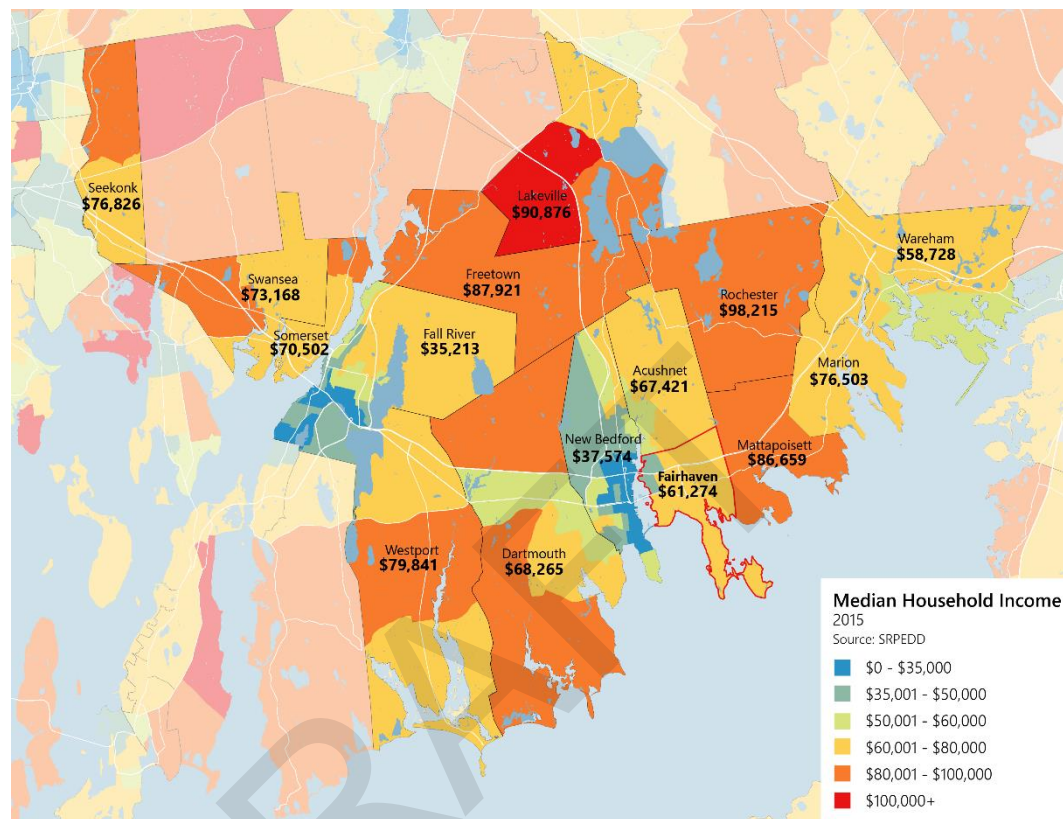 Seekonk
$76,826
Lakeville
$90,876
Wareham
$58,728
Swansea
$73,168
Freetown
$87,921
Rochester
$98,215
Somerset
$70,502
Fall River
$35,213
Acushnet
$67,421
Marion
$76,503
New Bedford
$37,574
Mattapoisett
$86,659
Fairhaven
$61,274
Westport
$79,841
Dartmouth
$68,265
Median Household Income
2015
Source: SRPEDD
$0 - $35,000
$35,001 - $50,000
$50,001 - $60,000
$60,001 - $80,000
$80,001 - $100,000
$100,000+
DRAFT